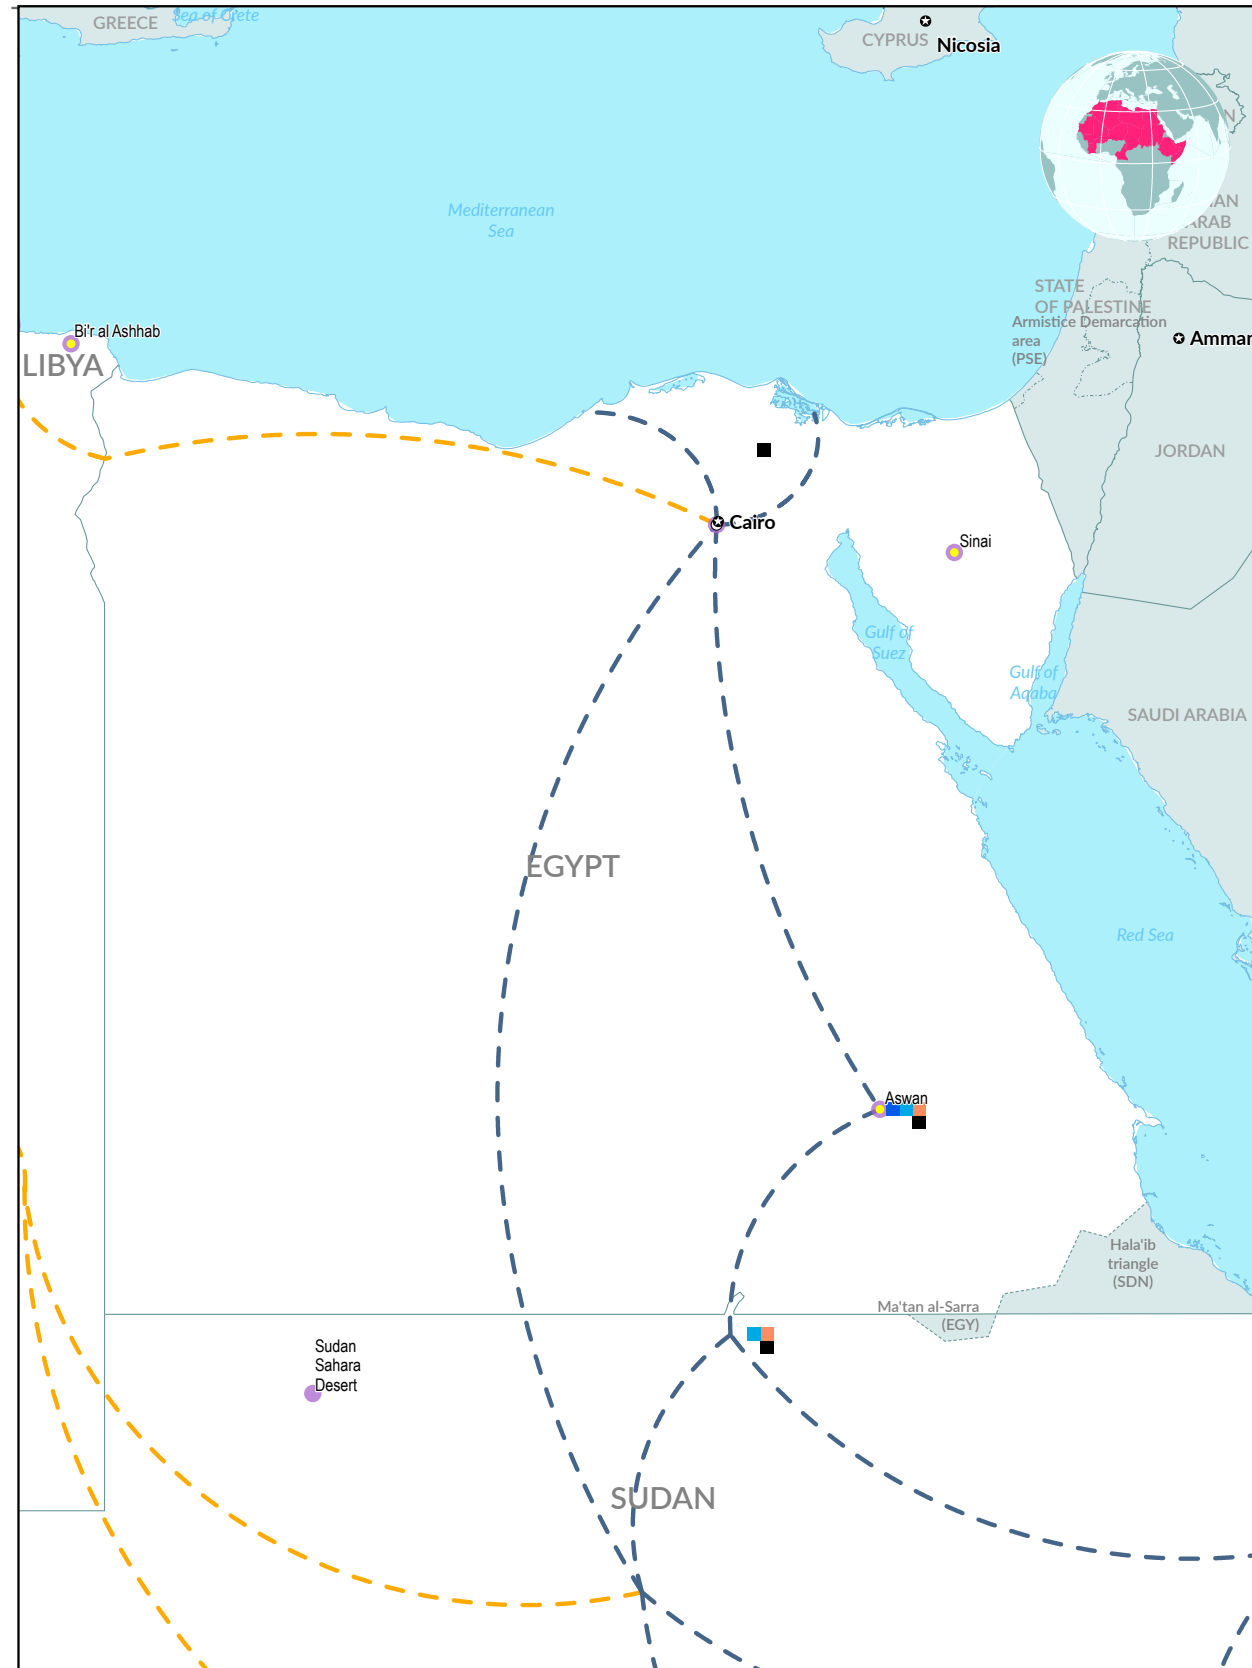 GREECE
Sea of Crete
CYPRUS
Nicosia
N
Mediterranean
Sea
ARAB
REPUBLIC
STATE
OF PALESTINE
Armistice Demarcation
area
(PSE)
Amman
Bi'r al Ashhab
LIBYA
JORDAN
Cairo
Sinai
Gulf of
Suez
Gulf of
Aqaba
SAUDI ARABIA
EGYPT
Red Sea
Aswan
Hala'ib
triangle
(SDN)
Ma'tan al-Sarra
(EGY)
Sudan
Sahara
Desert
SUDAN